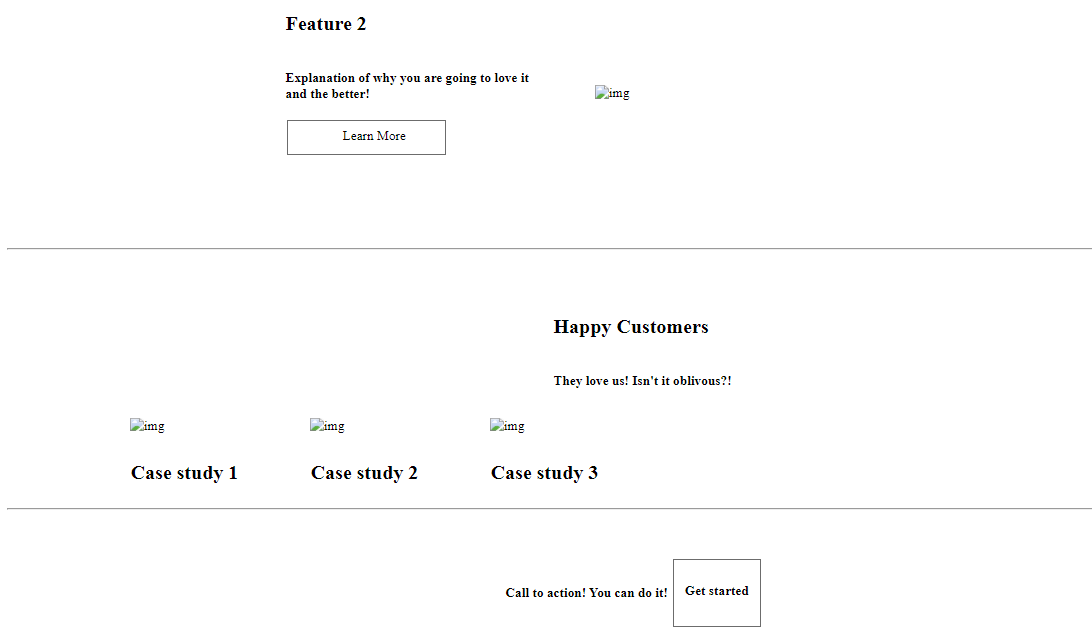 Feature 2
Explanation of why you are going to love it
and the better!
img
Learn More
Happy Customers
They love us! Isn't it oblivous?!
img img img
Case study 1 Case study 2 Case study 3
Call to action! You can do it! Get started